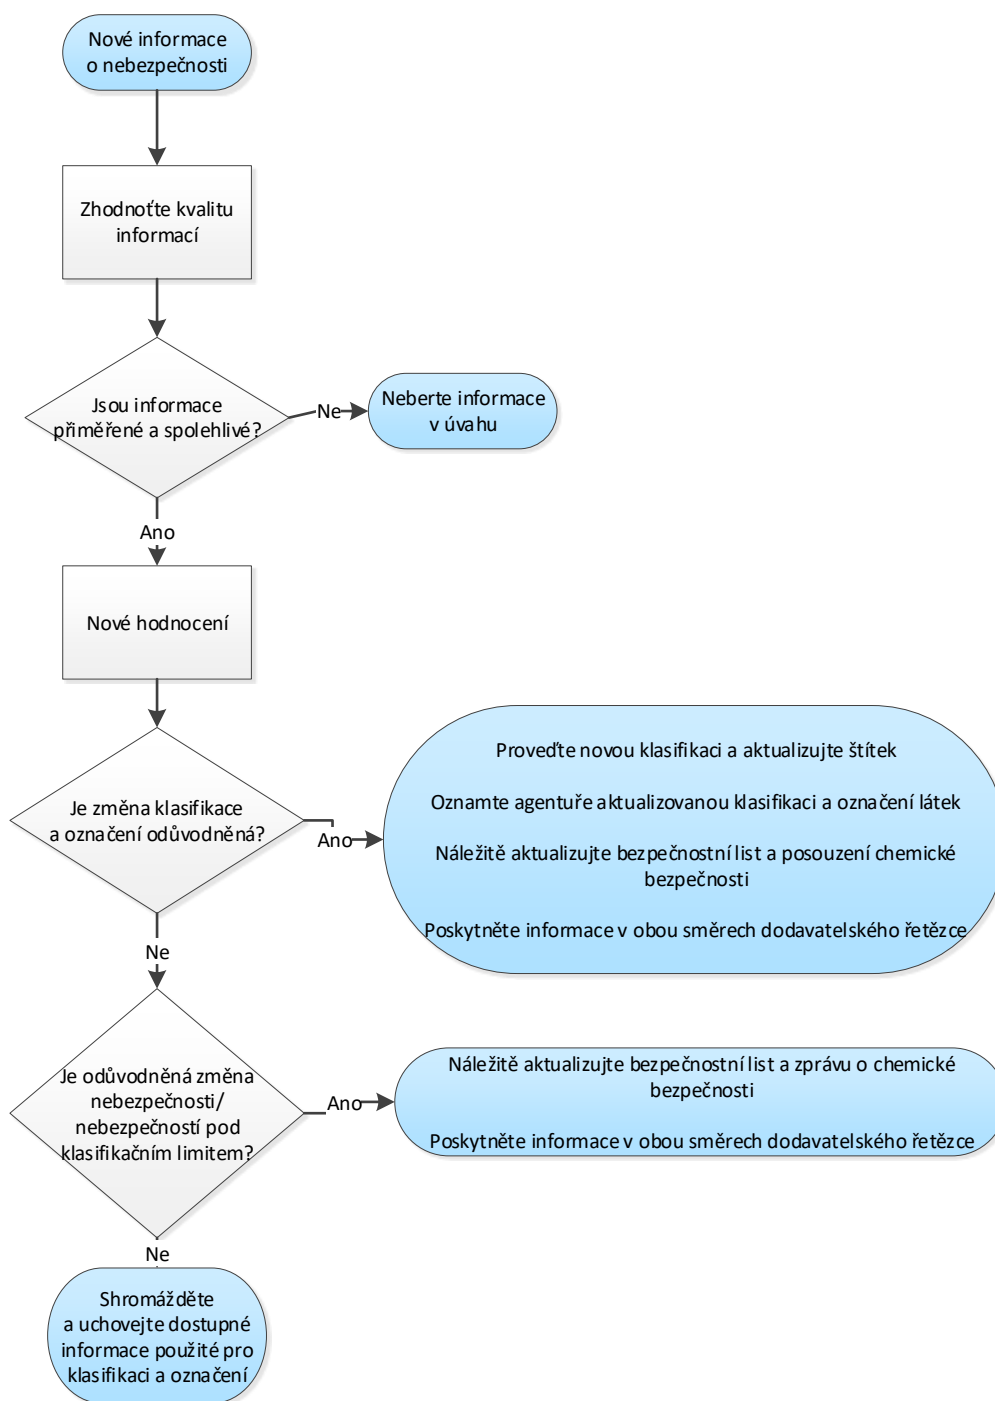 Nové informace
o nebezpečnosti
Zhodnoťte kvalitu
informací
Jsou informace
přiměřené a spolehlivé?
Ne
Neberte informace
v úvahu
Ano
Nové hodnocení
Je změna klasifikace
a označení odůvodněná?
Ano
Proveďte novou klasifikaci a aktualizujte štítek
Oznamte agentuře aktualizovanou klasifikaci a označení látek
Náležitě aktualizujte bezpečnostní list a posouzení chemické
bezpečnosti
Poskytněte informace v obou směrech dodavatelského řetězce
Ne
Je odůvodněná změna
nebezpečnosti/
nebezpečností pod
klasifikačním limitem?
Ano
Náležitě aktualizujte bezpečnostní list a zprávu o chemické
bezpečnosti
Poskytněte informace v obou směrech dodavatelského řetězce
Ne
Shromážděte
a uchovejte dostupné
informace použité pro
klasifikaci a označení